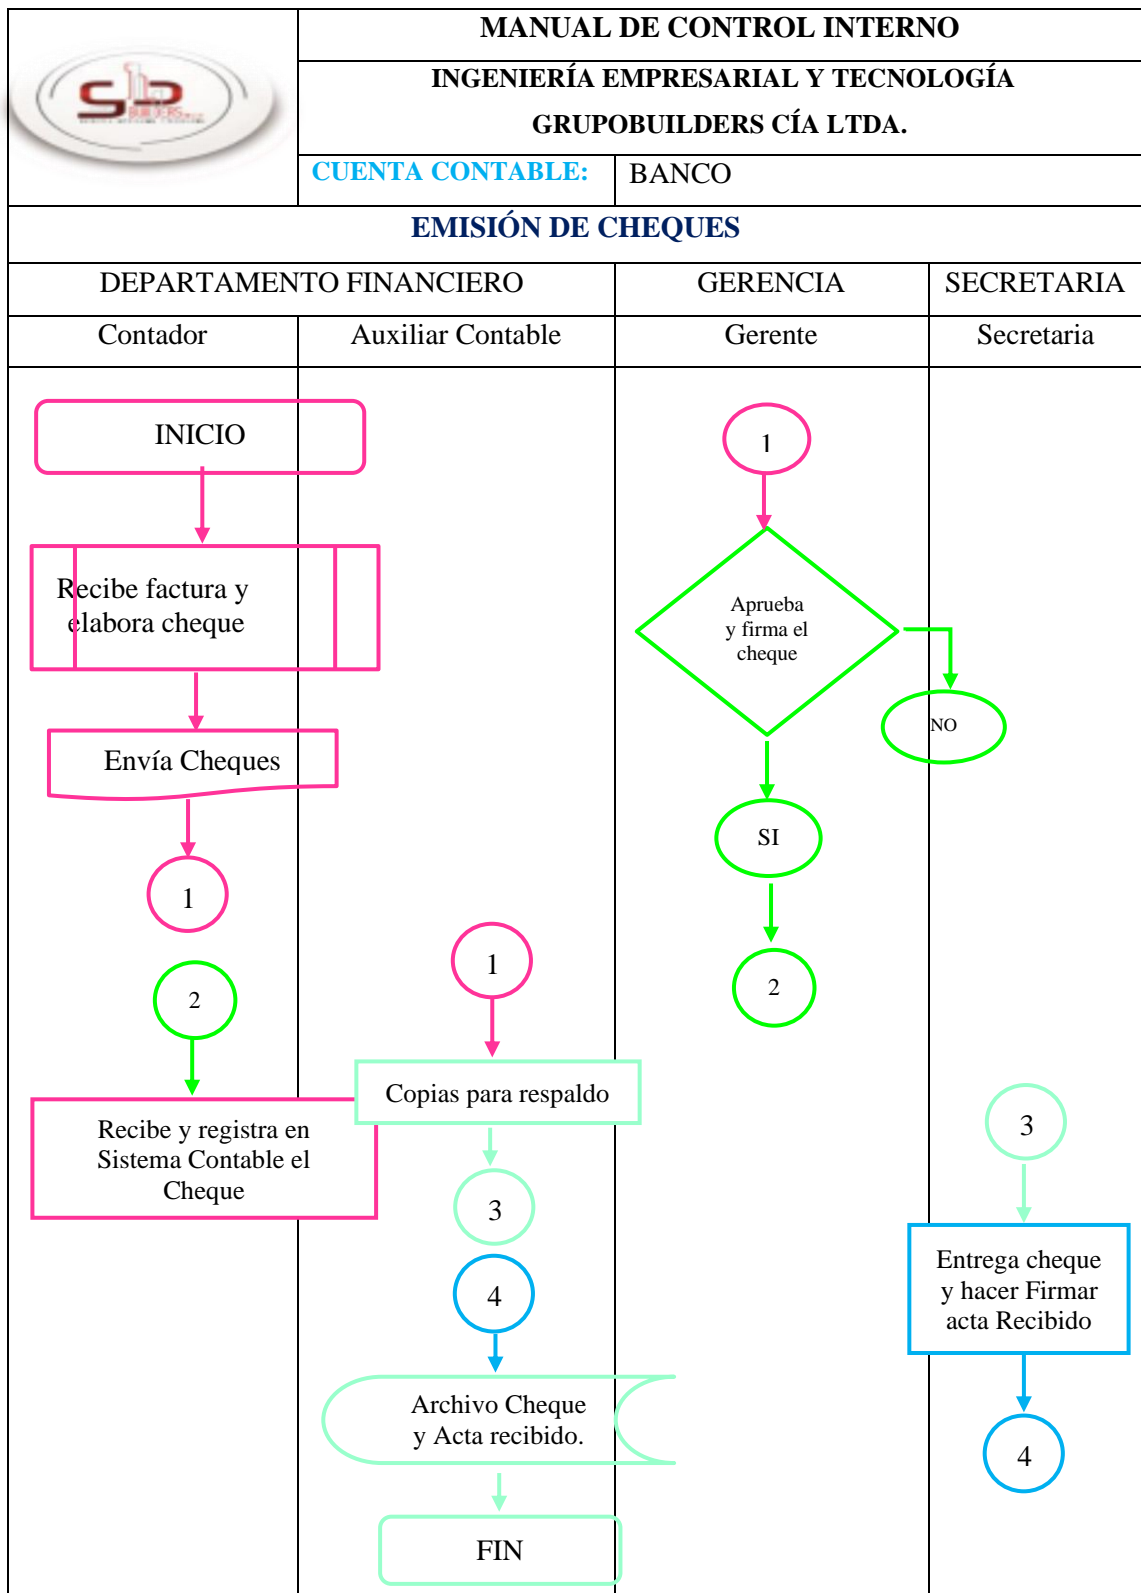 MANUAL DE CONTROL INTERNO
INGENIERÍA EMPRESARIAL Y TECNOLOGÍA
GRUPOBUILDERS CÍA LTDA.
CUENTA CONTABLE:
BANCO
EMISIÓN DE CHEQUES
DEPARTAMENTO FINANCIERO
GERENCIA
SECRETARIA
Contador
Auxiliar Contable
Gerente
Secretaria
INICIO
Recibe factura y
elabora cheque
Envía Cheques
1
2
Recibe y registra en
Sistema Contable el
Cheque
1
Copias para respaldo
3
4
Archivo Cheque
y Acta recibido.
FIN
1
Aprueba
y firma el
cheque
NO
SI
2
3
Entrega cheque
y hacer Firmar
acta Recibido
4